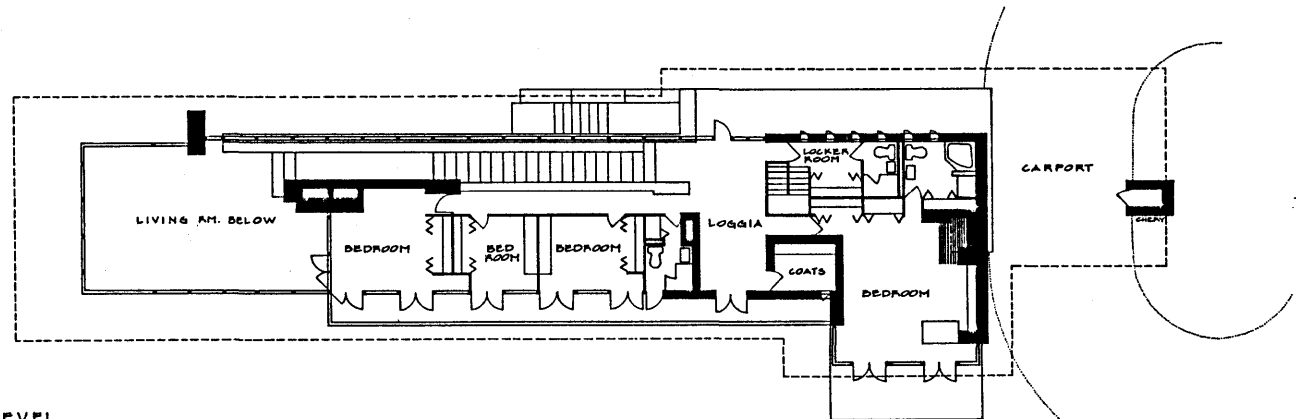 LOCKER
ROOM
CARPORT
LIVING RM. BELOW
LOGGIA
BEDROOM
BED
ROOM
BEDROOM
COATS
BEDROOM